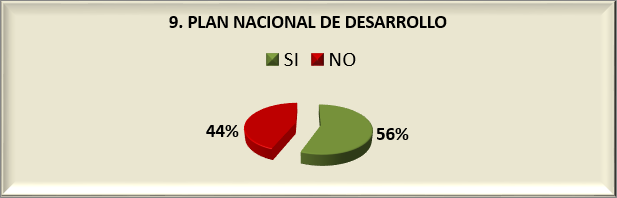 9. PLAN NACIONAL DE DESARROLLO
SI NO
44%
56%